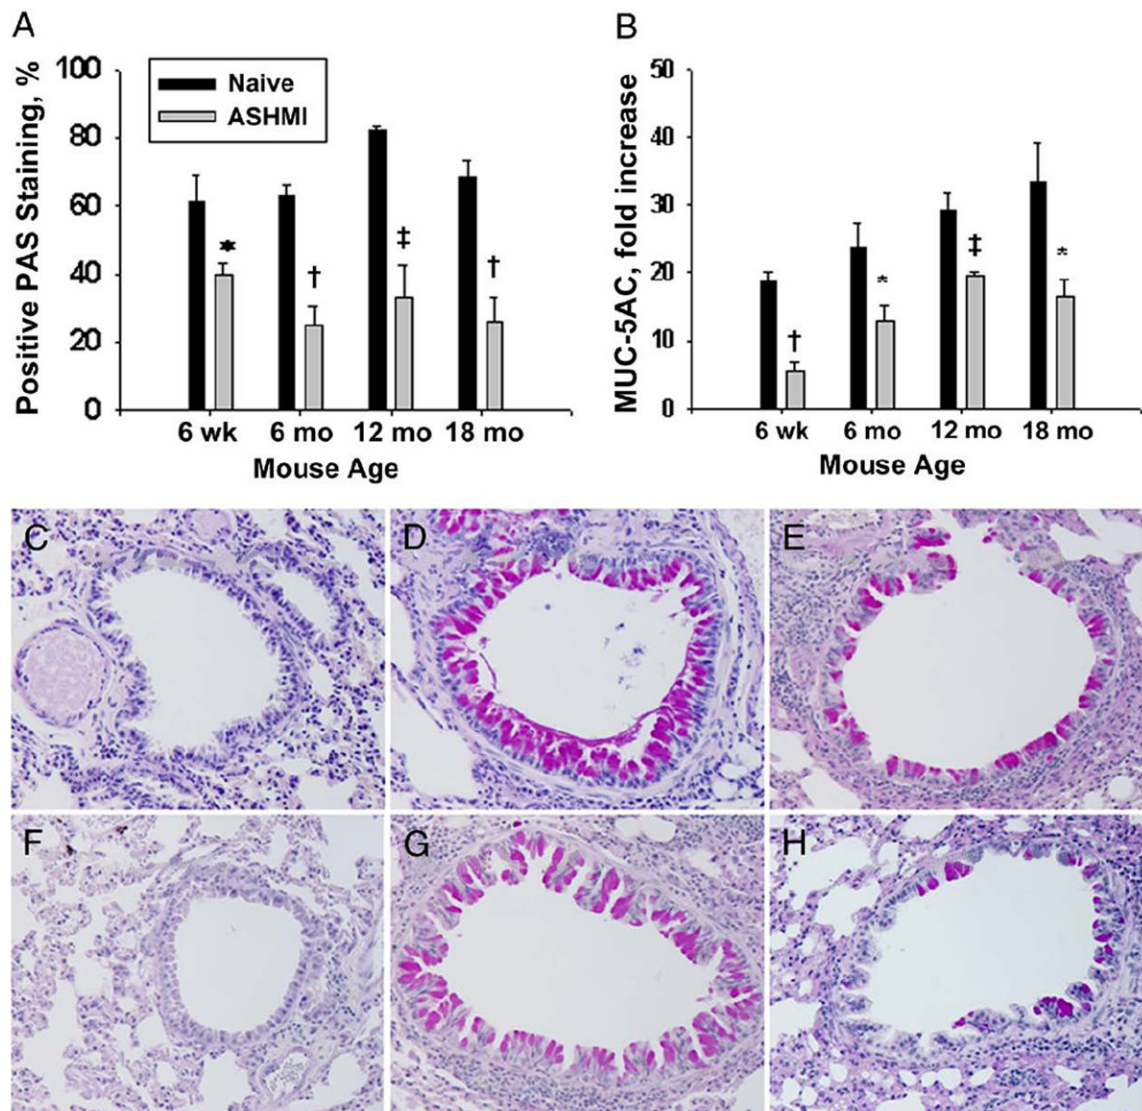 A
Positive PAS Staining, %
100
80
60
40
20
0
Naive
ASHMI
*
†
‡
†
6 wk 6 mo 12 mo 18 mo
Mouse Age
B
MUC-5AC, fold increase
50
40
30
20
10
0
†
*
‡
*
6 wk 6 mo 12 mo 18 mo
Mouse Age
C
D
E
F
G
H